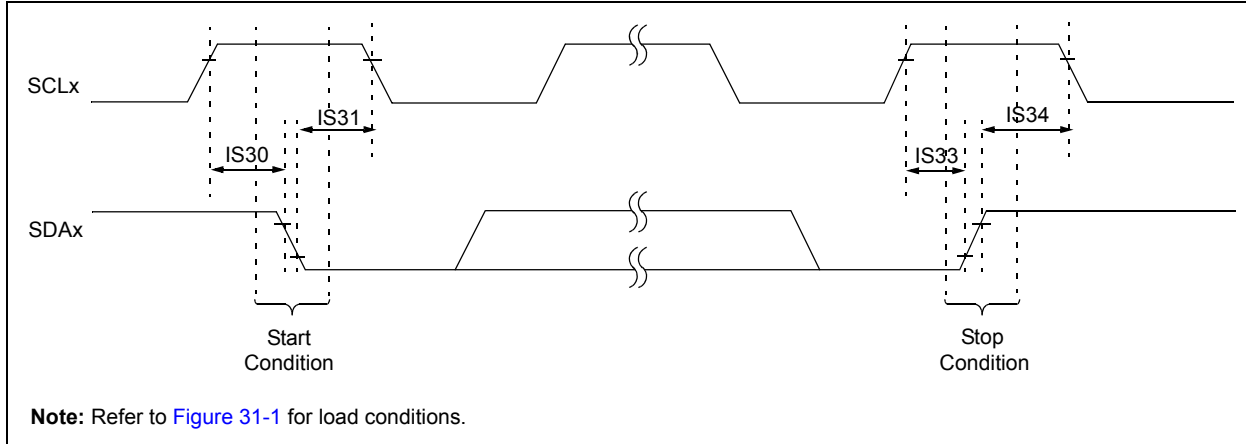 SCLx
IS31
IS34
IS30
IS33
SDAx
Start
Condition
Stop
Condition
Note: Refer to Figure 31-1 for load conditions.